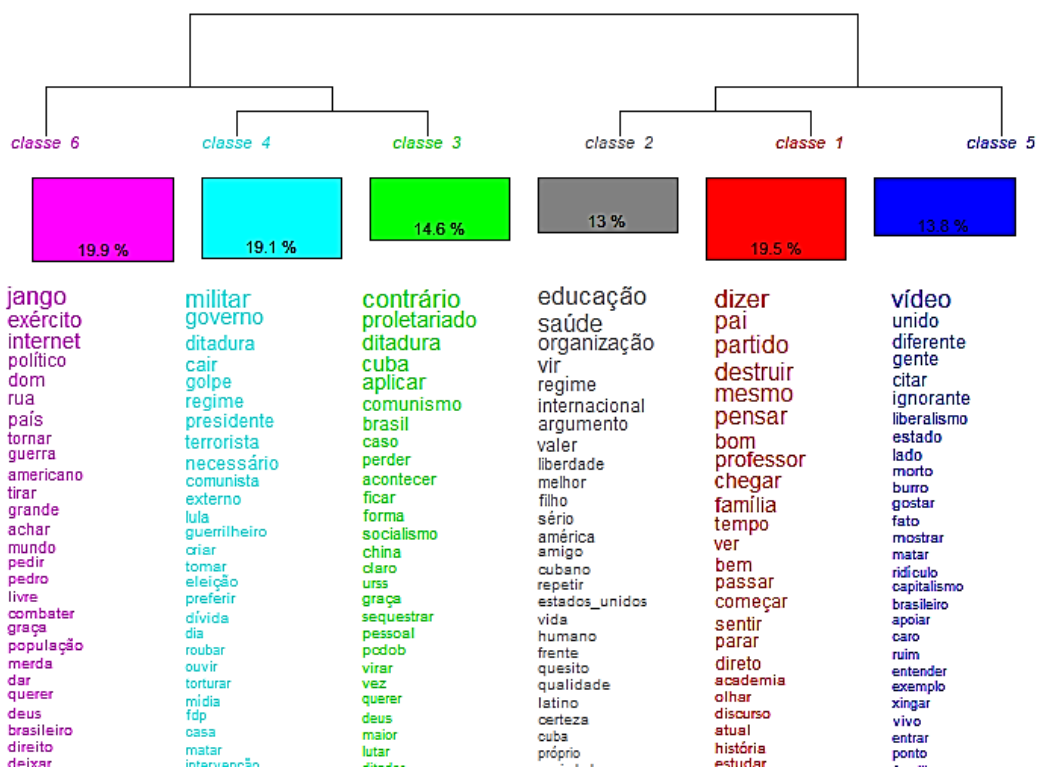 classe 6
classe 4
classe 3
classe 2
classe 1
classe 5
19.9 %
19.1 %
14.6 %
13 %
19.5 %
13.8 %
jango
exército
internet
político
dom
rua
país
tornar
guerra
americano
tirar
grande
achar
mundo
pedir
pedro
livre
combater
graça
população
merda
dar
querer
deus
brasileiro
direito
deixar
militar
governo
ditadura
cair
golpe
regime
presidente
terrorista
necessário
comunista
externo
lula
guerrilheiro
criar
tomar
eleição
preferir
dívida
dia
roubar
ouvir
torturar
mídia
fdp
casa
matar
intervenção
contrário
proletariado
ditadura
cuba
aplicar
comunismo
brasil
caso
perder
acontecer
ficar
forma
socialismo
china
claro
urss
graça
sequestrar
pessoal
pcdob
virar
vez
querer
deus
maior
lutar
educação
saúde
organização
vir
regime
internacional
argumento
valer
liberdade
melhor
filho
sério
américa
amigo
cubano
repetir
estados_unidos
vida
humano
frente
quesito
qualidade
latino
certeza
cuba
próprio
dizer
pai
partido
destruir
mesmo
pensar
bom
professor
chegar
família
tempo
ver
bem
passar
começar
sentir
parar
direto
academia
olhar
discurso
atual
história
estudar
vídeo
unido
diferente
gente
citar
ignorante
liberalismo
estado
lado
morto
burro
gostar
fato
mostrar
matar
ridículo
capitalismo
brasileiro
apoiar
caro
ruim
entender
exemplo
xingar
vivo
entrar
ponto